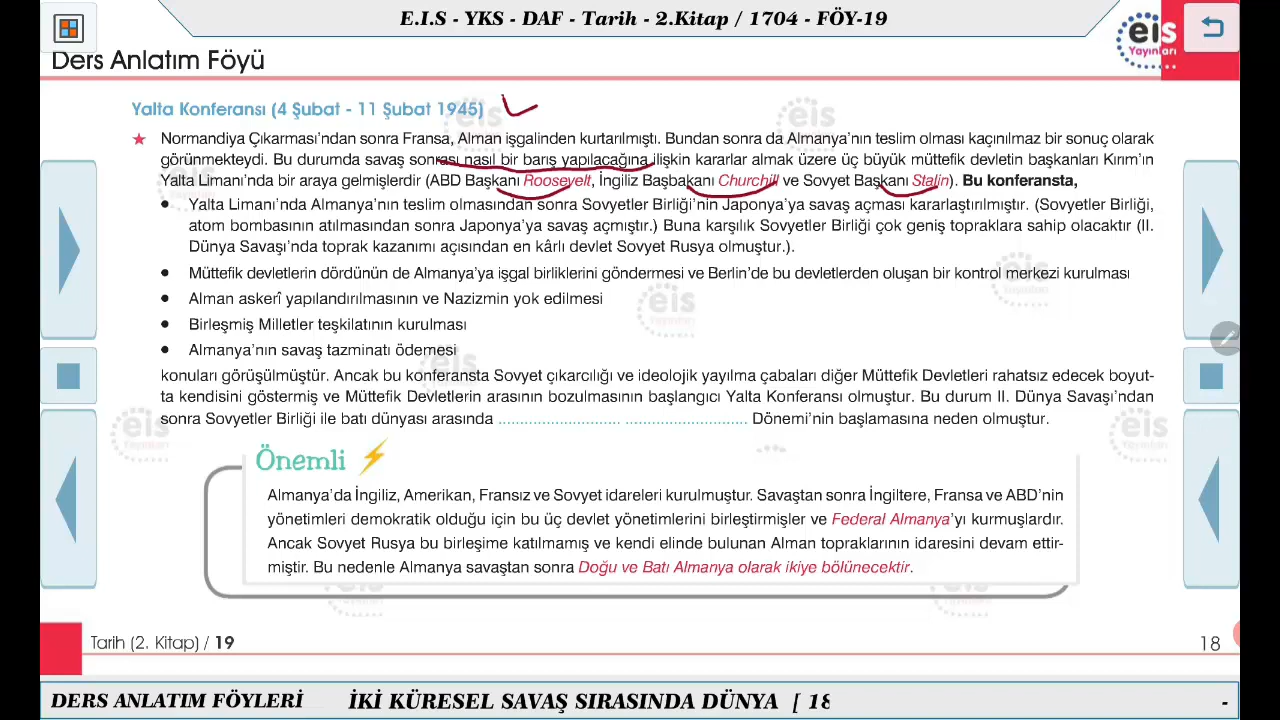 E.I.S - YKS - DAF - Tarih - 2.Kitap / 1704 - FÖY-19
eis
Yayınları
Ders Anlatım Föyü
Yalta Konferansı (4 Şubat - 11 Şubat 1945)
★ Normandiya Çıkarması’ndan sonra Fransa, Alman işgalinden kurtarılmıştı. Bundan sonra da Almanya’nın teslim olması kaçınılmaz bir sonuç olarak
görünmekteydi. Bu durumda savaş sonrası nasıl bir barış yapılacağına ilişkin kararlar almak üzere üç büyük müttefik devletin başkanları Kırım’ın
Yalta Limanı’nda bir araya gelmişlerdir (ABD Başkanı Roosevelt, İngiliz Başbakanı Churchill ve Sovyet Başkanı Stalin). Bu konferansta,
• Yalta Limanı’nda Almanya’nın teslim olmasından sonra Sovyetler Birliği’nin Japonya’ya savaş açması kararlaştırılmıştır. (Sovyetler Birliği,
atom bombasının atılmasından sonra Japonya’ya savaş açmıştır.) Buna karşılık Sovyetler Birliği çok geniş topraklara sahip olacaktır (II.
Dünya Savaşı’nda toprak kazanımı açısından en kârlı devlet Sovyet Rusya olmuştur.).
• Müttefik devletlerin dördünün de Almanya’ya işgal birliklerini göndermesi ve Berlin’de bu devletlerden oluşan bir kontrol merkezi kurulması
• Alman askerî yapılandırılmasının ve Nazizmin yok edilmesi
• Birleşmiş Milletler teşkilatının kurulması
• Almanya’nın savaş tazminatı ödemesi
konuları görüşülmüştür. Ancak bu konferansta Sovyet çıkarcılığı ve ideolojik yayılma çabaları diğer Müttefik Devletleri rahatsız edecek boyut-
ta kendisini göstermiş ve Müttefik Devletlerin arasının bozulmasının başlangıcı Yalta Konferansı olmuştur. Bu durum II. Dünya Savaşı’ndan
sonra Sovyetler Birliği ile batı dünyası arasında ............................ ............................ Dönemi’nin başlamasına neden olmuştur.
Önemli
Almanya’da İngiliz, Amerikan, Fransız ve Sovyet idareleri kurulmuştur. Savaştan sonra İngiltere, Fransa ve ABD’nin
yönetimleri demokratik olduğu için bu üç devlet yönetimlerini birleştirmişler ve Federal Almanya’yı kurmuşlardır.
Ancak Sovyet Rusya bu birleşime katılmamış ve kendi elinde bulunan Alman topraklarının idaresini devam ettir-
miştir. Bu nedenle Almanya savaştan sonra Doğu ve Batı Almanya olarak ikiye bölünecektir.
Tarih (2. Kitap) / 19
18
DERS ANLATIM FÖYLERİ İKİ KÜRESEL SAVAŞ SIRASINDA DÜNYA [ 18 -